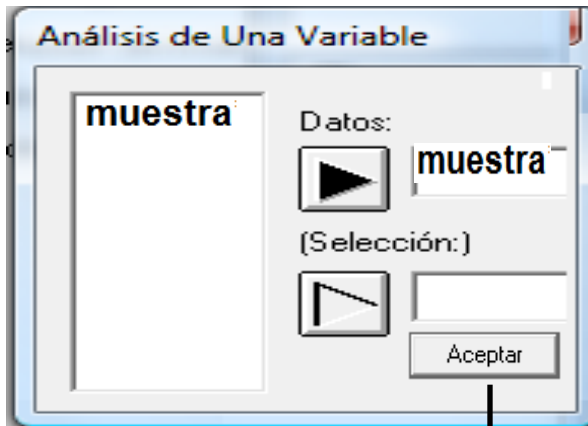 Análisis de Una Variable
muestra
Datos:
muestra
(Selección:)
Aceptar